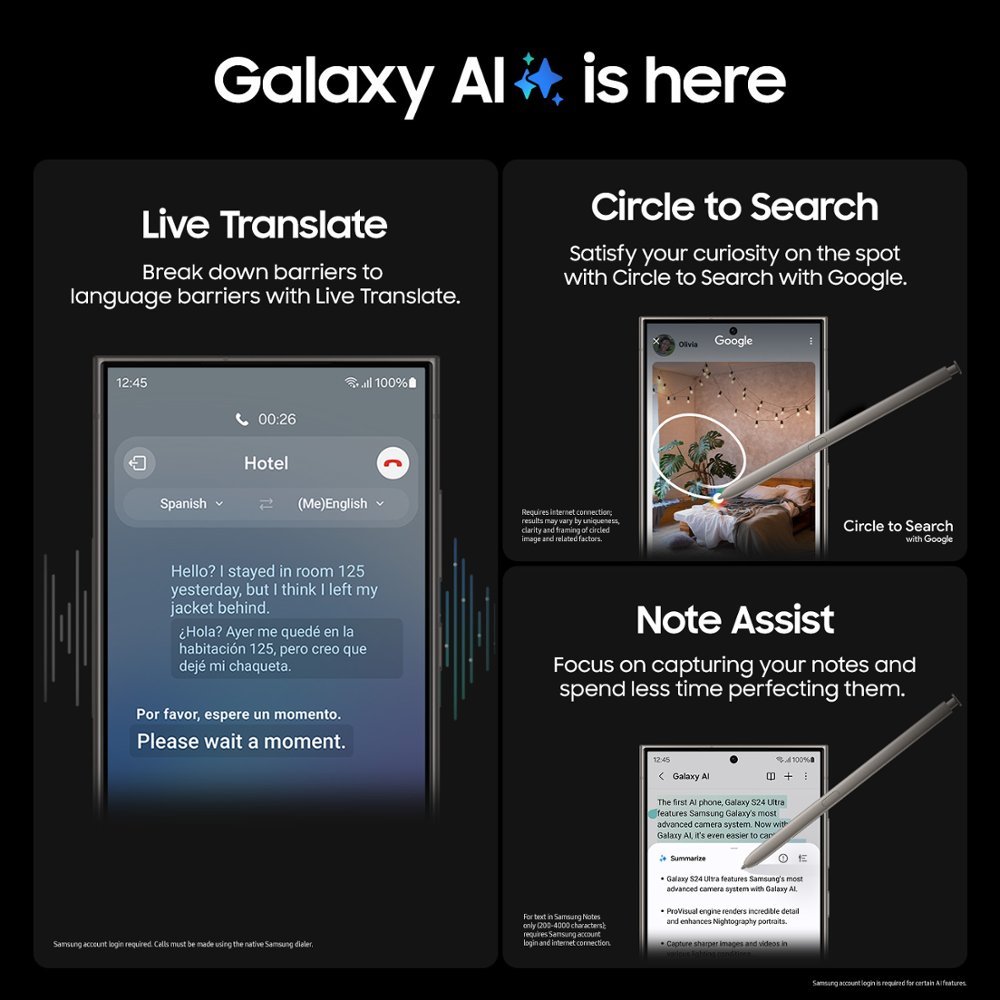 Galaxy AI is here
Live Translate
Break down barriers to
language barriers with Live Translate.
12:45
100%
00:26
Hotel
Spanish
(Me)English
Hello? I stayed in room 125
yesterday, but I think I left my
jacket behind.
¿Hola? Ayer me quedé en la
habitación 125, pero creo que
dejé mi chaqueta.
Por favor, espere un momento.
Please wait a moment.
Samsung account login required. Calls must be made using the native Samsung dialer.
Circle to Search
Satisfy your curiosity on the spot
with Circle to Search with Google.
Olivia
Google
Requires internet connection;
results may vary by uniqueness,
clarity and framing of circled
image and related factors.
Circle to Search
with Google
Note Assist
Focus on capturing your notes and
spend less time perfecting them.
12:45
100%
Galaxy AI
The first AI phone, Galaxy S24 Ultra
features Samsung Galaxy's most
advanced camera system. Now with
Galaxy AI, it's even easier to
Summarize
• Galaxy S24 Ultra features Samsung's most
advanced camera system with Galaxy AI.
• ProVisual engine renders incredible detail
and enhances Nightography portraits.
• Capture sharper images and videos in
various lighting conditions.
For text in Samsung Notes
only (200-4000 characters);
requires Samsung account
login and internet connection.
Samsung account login is required for certain AI features.